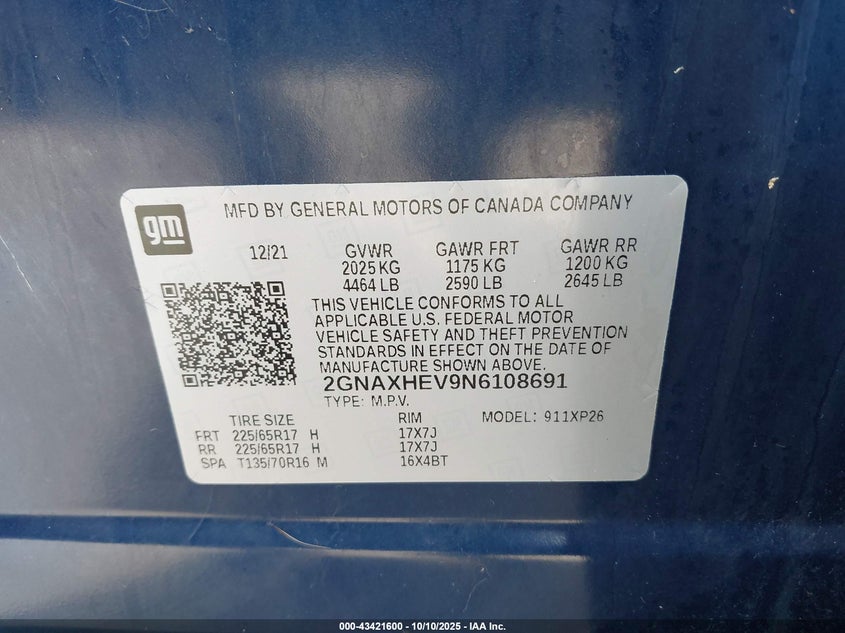 gm
MFD BY GENERAL MOTORS OF CANADA COMPANY
12/21 GVWR GAWR FRT GAWR RR
2025 KG 1175 KG 1200 KG
4464 LB 2590 LB 2645 LB
THIS VEHICLE CONFORMS TO ALL
APPLICABLE U.S. FEDERAL MOTOR
VEHICLE SAFETY AND THEFT PREVENTION
STANDARDS IN EFFECT ON THE DATE OF
MANUFACTURE SHOWN ABOVE.
2GNAXHEV9N6108691
TYPE: M.P.V.
TIRE SIZE RIM MODEL: 911XP26
FRT 225/65R17 H 17X7J
RR 225/65R17 H 17X7J
SPA T135/70R16 M 16X4BT
000-43421600 - 10/10/2025 - IAA Inc.